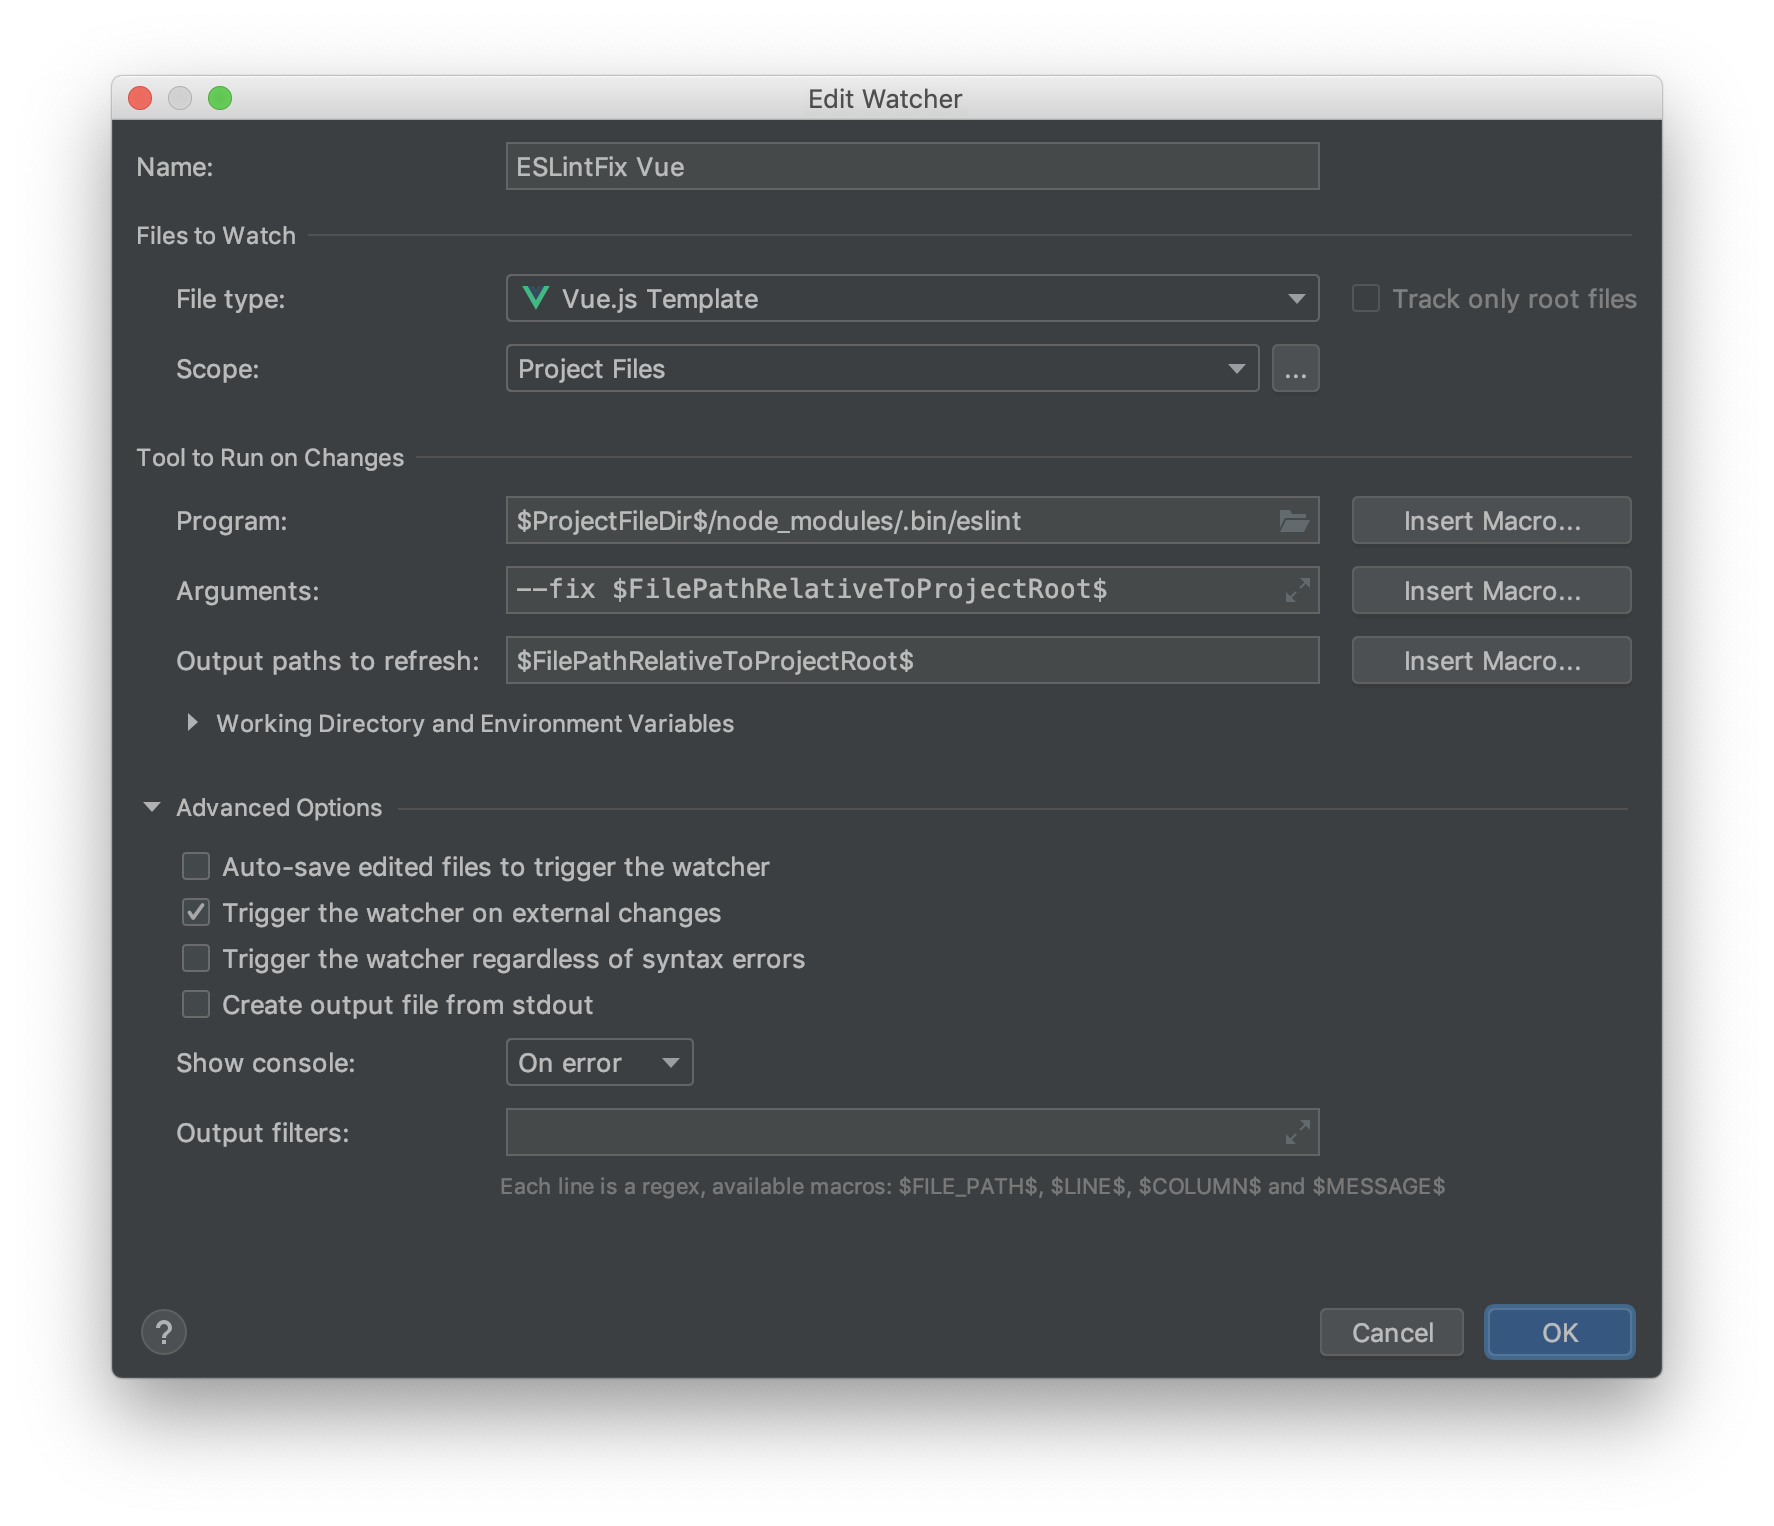 Edit Watcher
Name: ESLintFix Vue
Files to Watch
File type: Vue.js Template Track only root files
Scope: Project Files ...
Tool to Run on Changes
Program: $ProjectFileDir$/node_modules/.bin/eslint Insert Macro...
Arguments: --fix $FilePathRelativeToProjectRoot$ Insert Macro...
Output paths to refresh: $FilePathRelativeToProjectRoot$ Insert Macro...
Working Directory and Environment Variables
Advanced Options
Auto-save edited files to trigger the watcher
Trigger the watcher on external changes
Trigger the watcher regardless of syntax errors
Create output file from stdout
Show console: On error
Output filters:
Each line is a regex, available macros: $FILE_PATH$, $LINE$, $COLUMN$ and $MESSAGE$
? Cancel OK